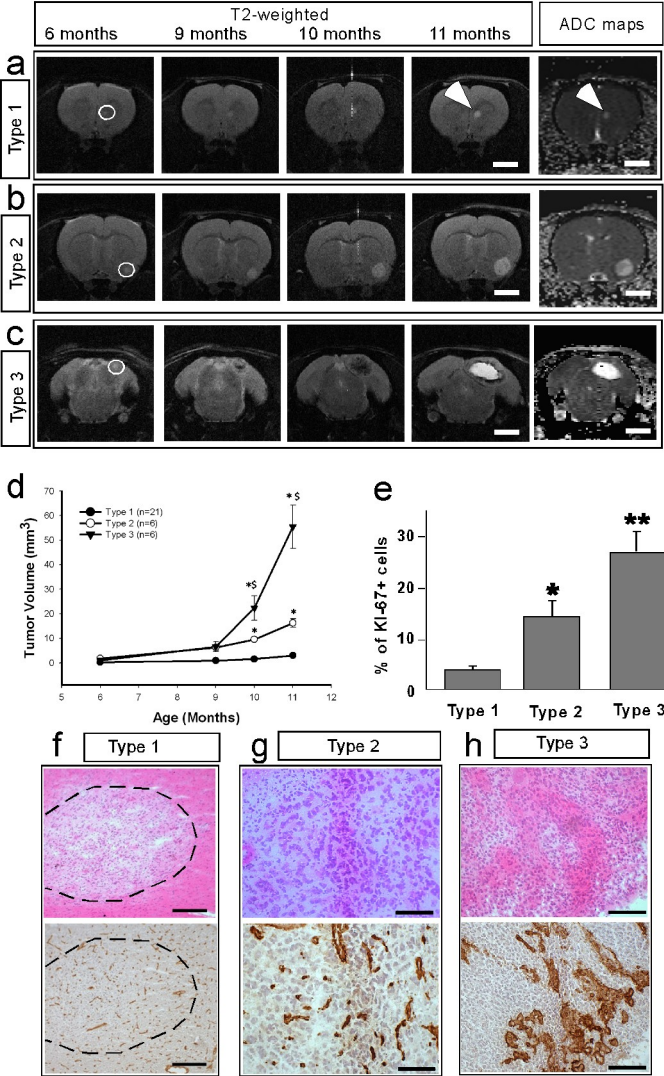 T2-weighted
6 months 9 months 10 months 11 months ADC maps
a
Type 1
b
Type 2
c
Type 3
d
70
60
50
40
30
20
10
0
Tumor Volume (mm3)
Type 1 (n=21)
Type 2 (n=6)
Type 3 (n=6)
*$
*$
*
*
5 6 7 8 9 10 11 12
Age (Months)
e
% of KI-67+ cells
30
20
10
0
*
**
Type 1 Type 2 Type 3
f Type 1
g Type 2
h Type 3